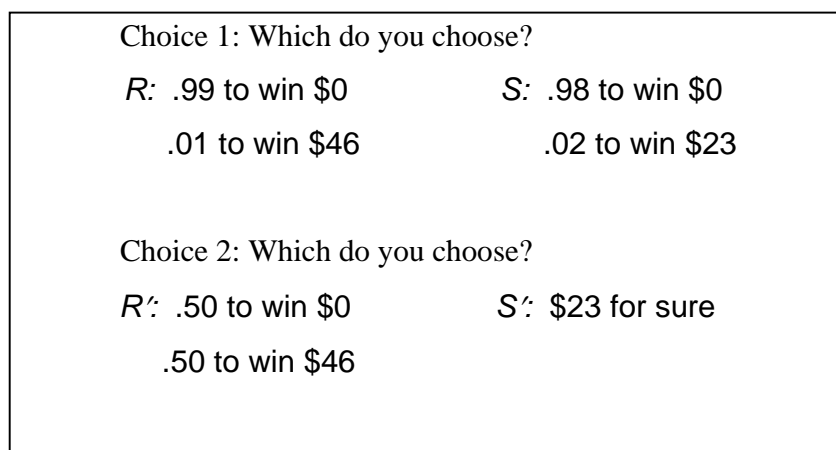 Choice 1: Which do you choose?
R: .99 to win $0 S: .98 to win $0
.01 to win $46 .02 to win $23
Choice 2: Which do you choose?
R′: .50 to win $0 S′: $23 for sure
.50 to win $46